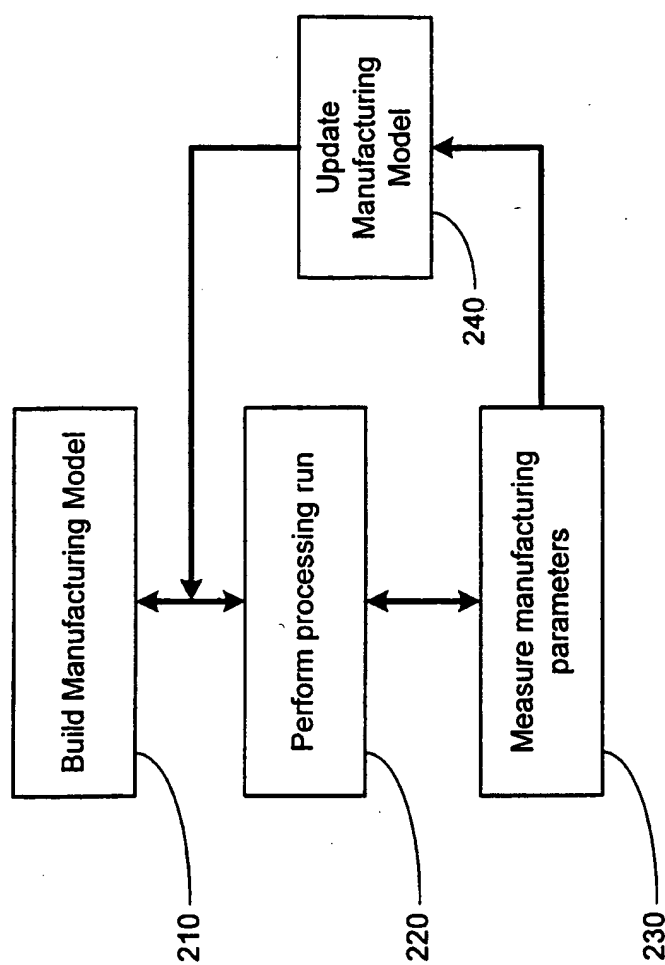 Build Manufacturing Model
210
Perform processing run
220
Measure manufacturing
parameters
230
Update
Manufacturing
Model
240